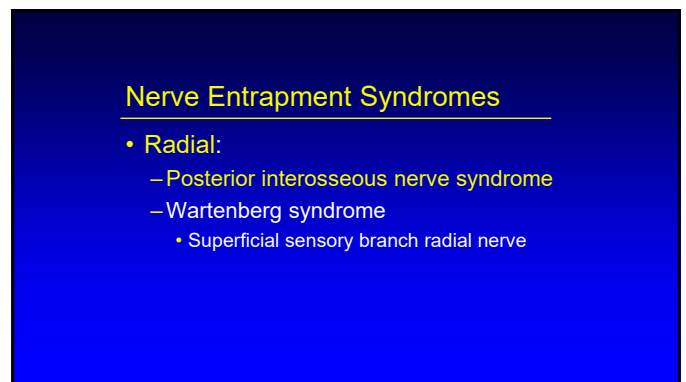 Nerve Entrapment Syndromes
• Radial:
–Posterior interosseous nerve syndrome
–Wartenberg syndrome
• Superficial sensory branch radial nerve